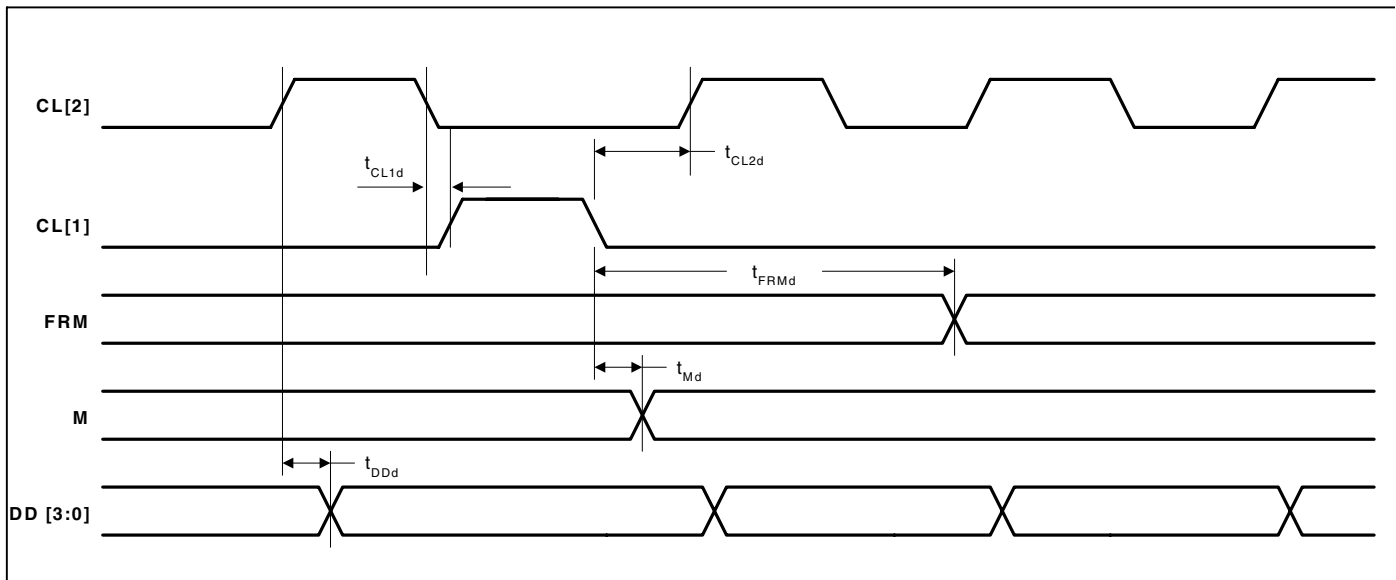 CL[2]
tCL2d
tCL1d
CL[1]
tFRMd
FRM
tMd
M
tDDd
DD [3:0]